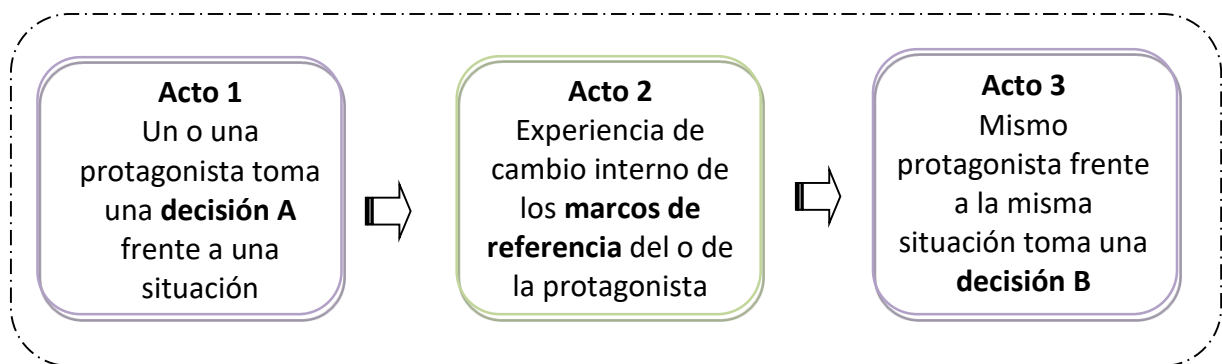 Acto 1
Un o una
protagonista toma
una decisión A
frente a una
situación
Acto 2
Experiencia de
cambio interno de
los marcos de
referencia del o de
la protagonista
Acto 3
Mismo
protagonista frente
a la misma
situación toma una
decisión B